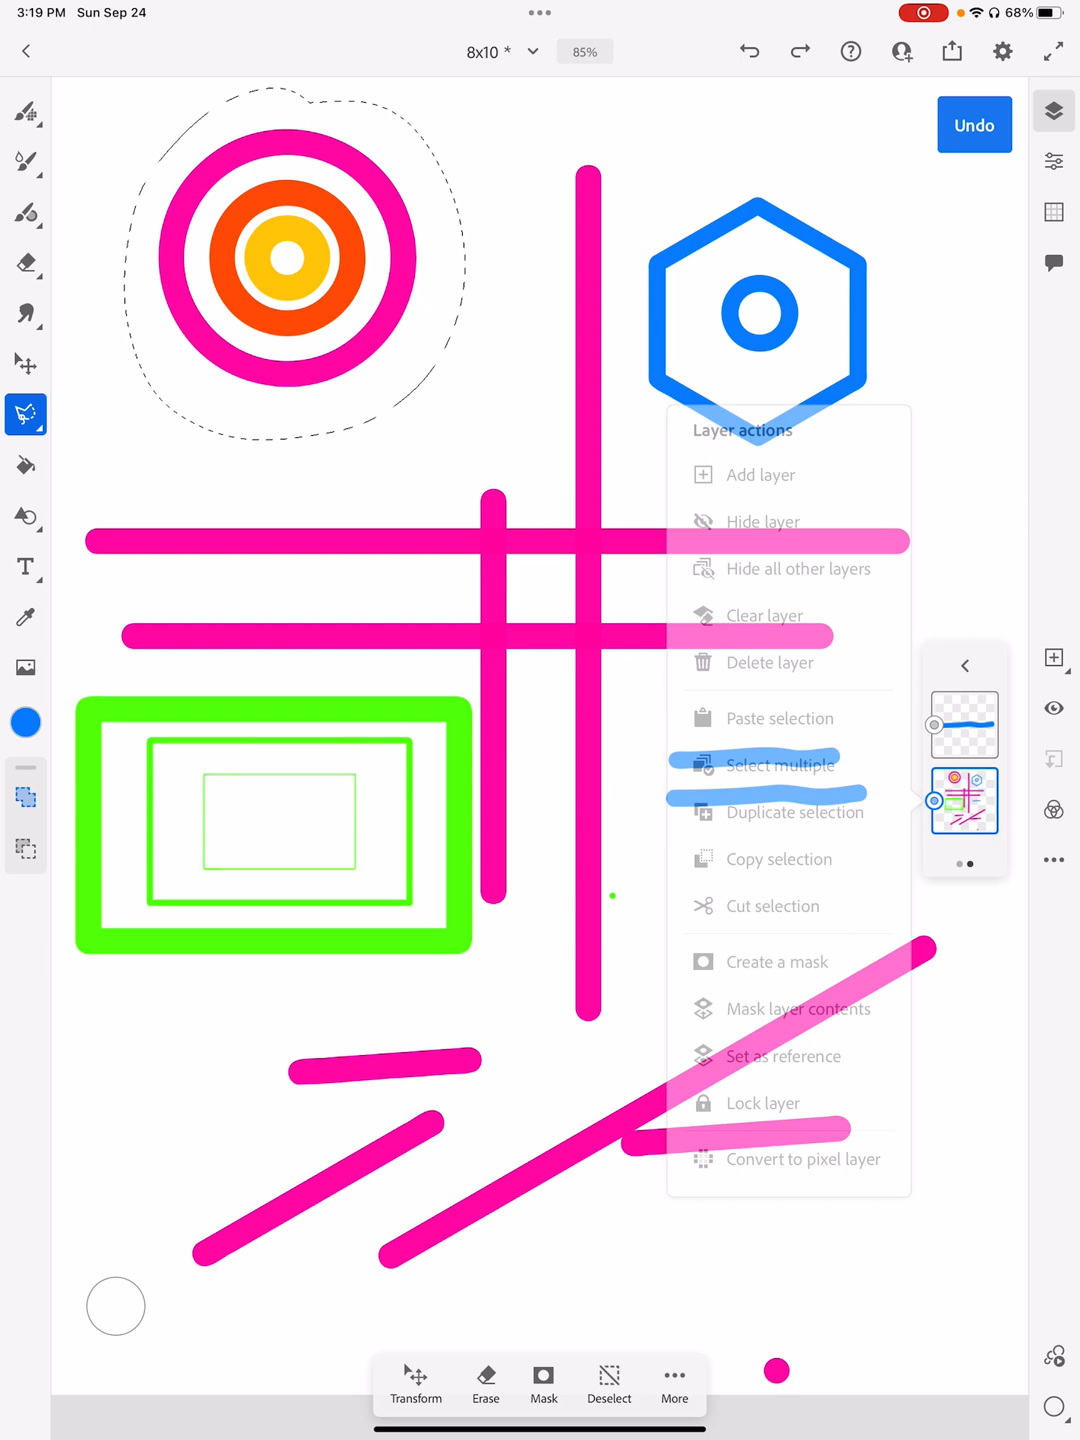 3:19 PM Sun Sep 24
68%
8x10 *
85%
Undo
Layer actions
Add layer
Hide layer
Hide all other layers
Clear layer
Delete layer
Paste selection
Select multiple
Duplicate selection
Copy selection
Cut selection
Create a mask
Mask layer contents
Set as reference
Lock layer
Convert to pixel layer
Transform
Erase
Mask
Deselect
More